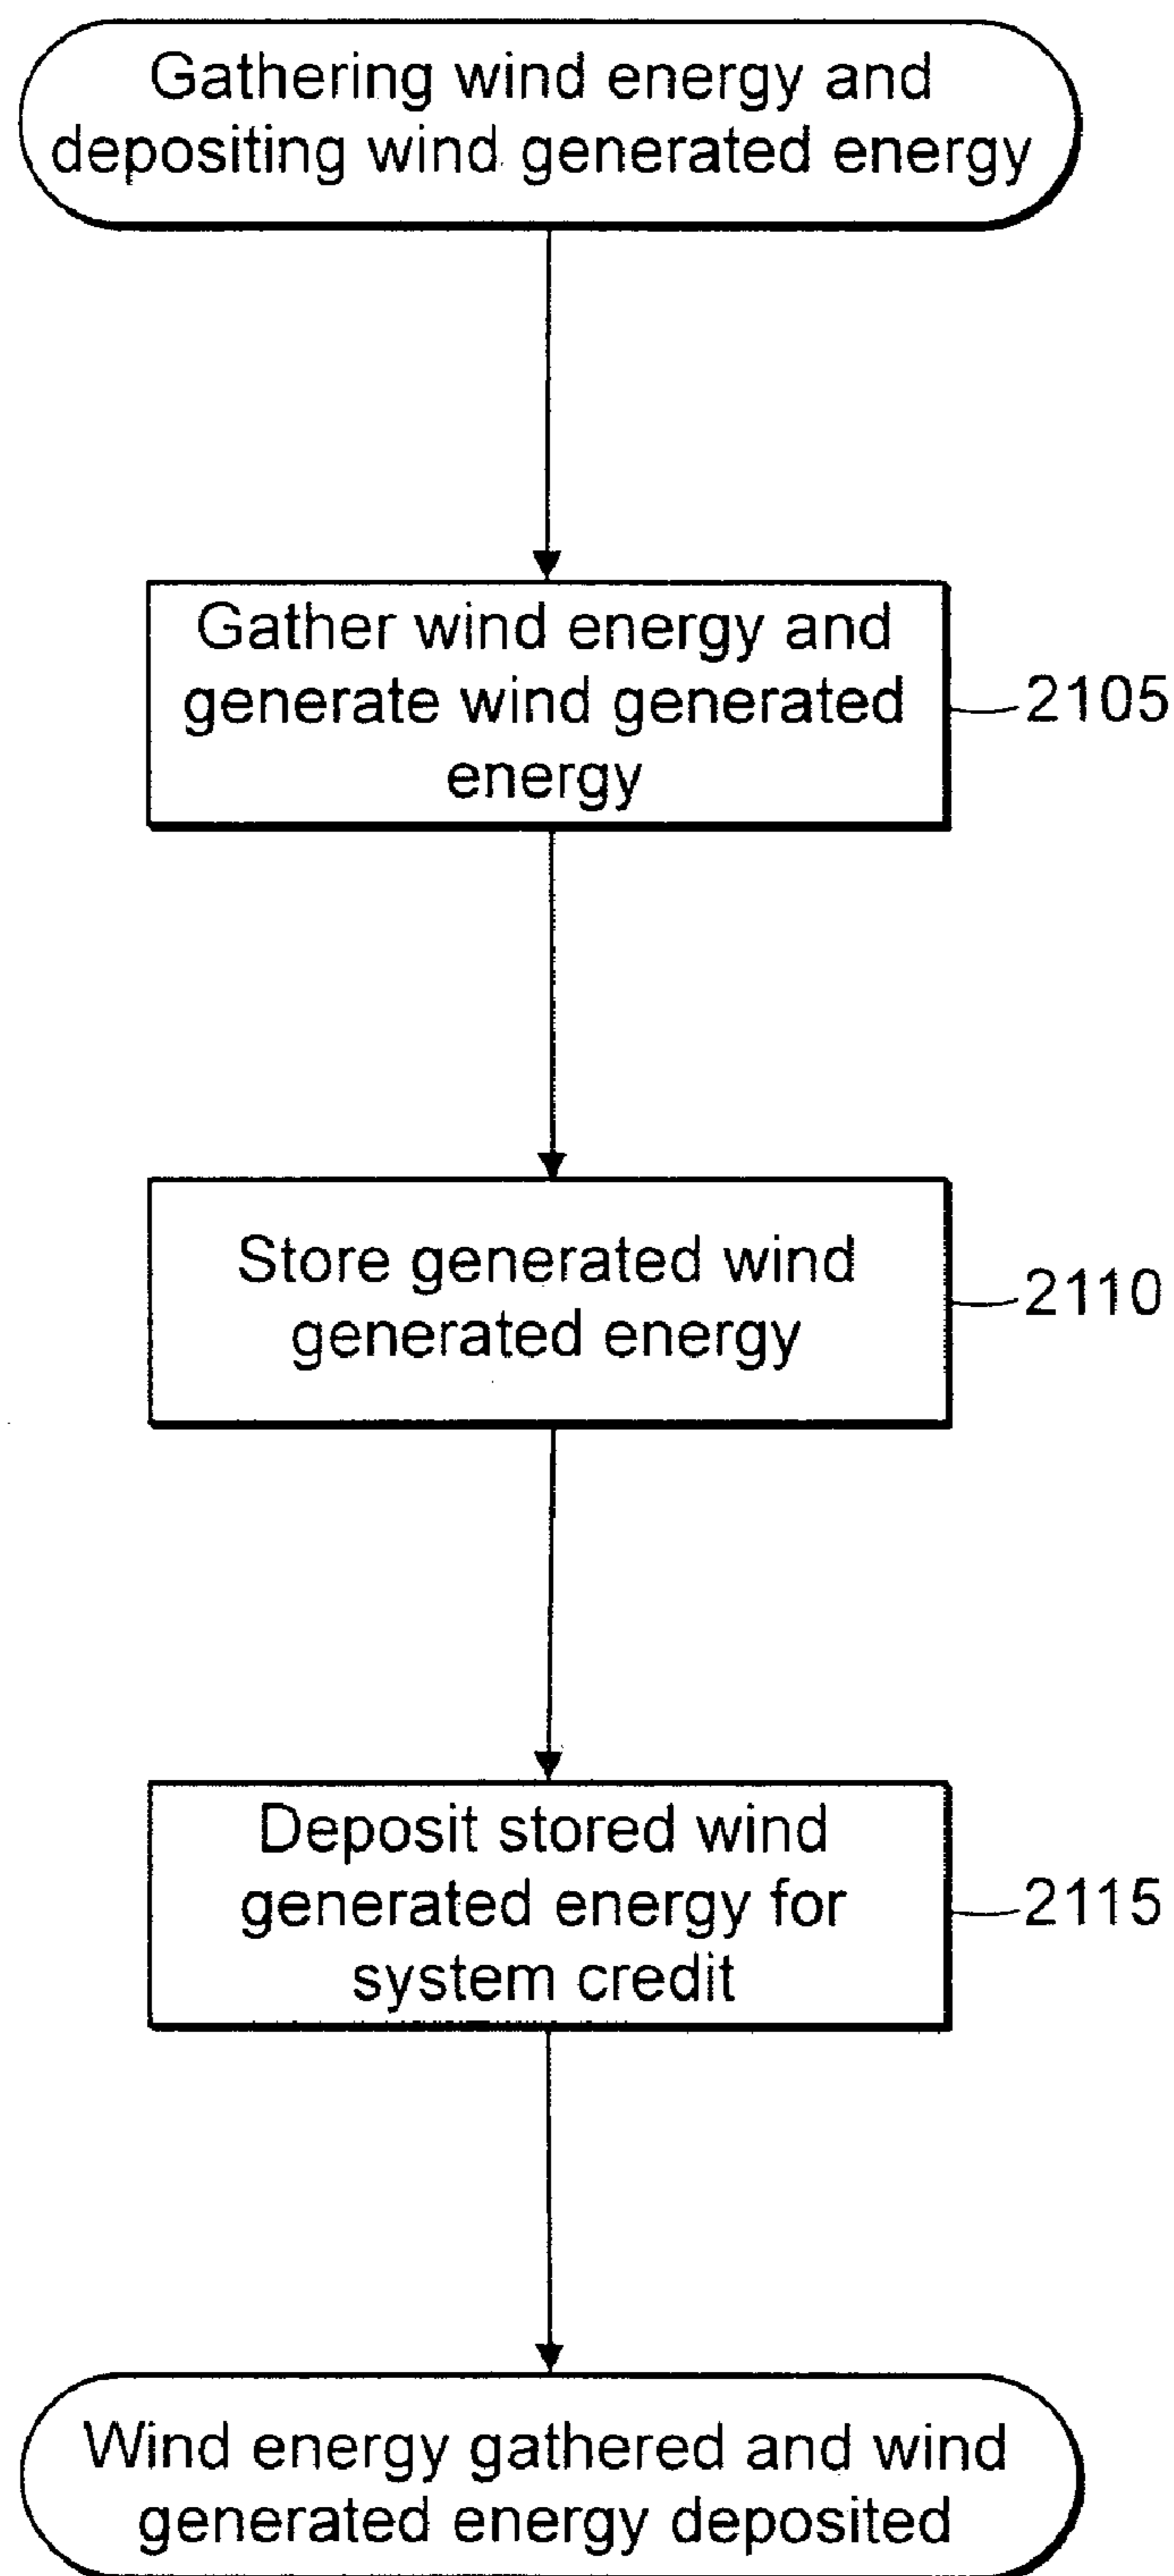 Gathering wind energy and
depositing wind generated energy
Gather wind energy and
generate wind generated
energy
2105
Store generated wind
generated energy
2110
Deposit stored wind
generated energy for
system credit
2115
Wind energy gathered and wind
generated energy deposited